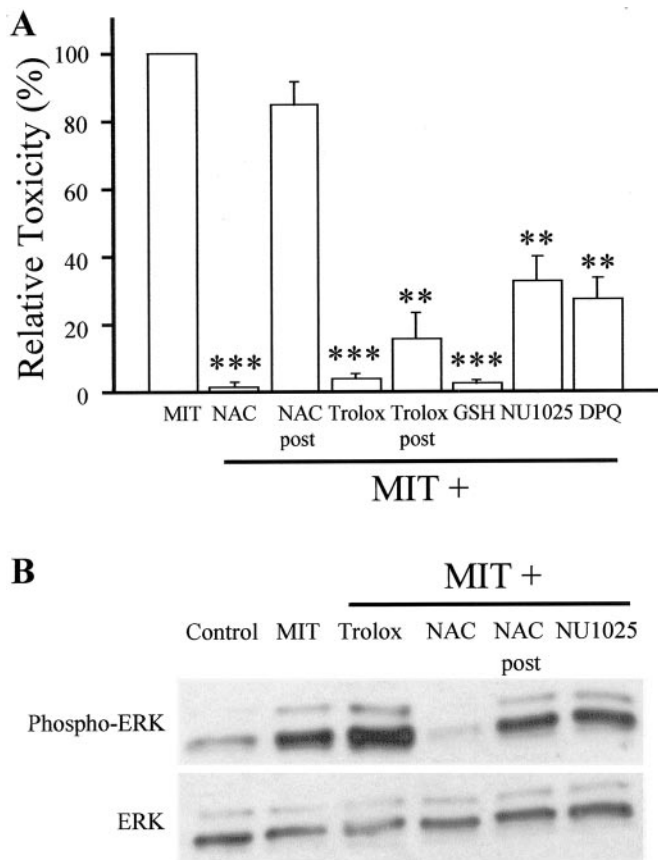 A
Relative Toxicity (%)
100
80
60
40
20
0
***
***
**
***
**
**
MIT NAC NAC post Trolox Trolox post GSH NU1025 DPQ
MIT +
B
MIT +
Control MIT Trolox NAC NAC post NU1025
Phospho-ERK
ERK